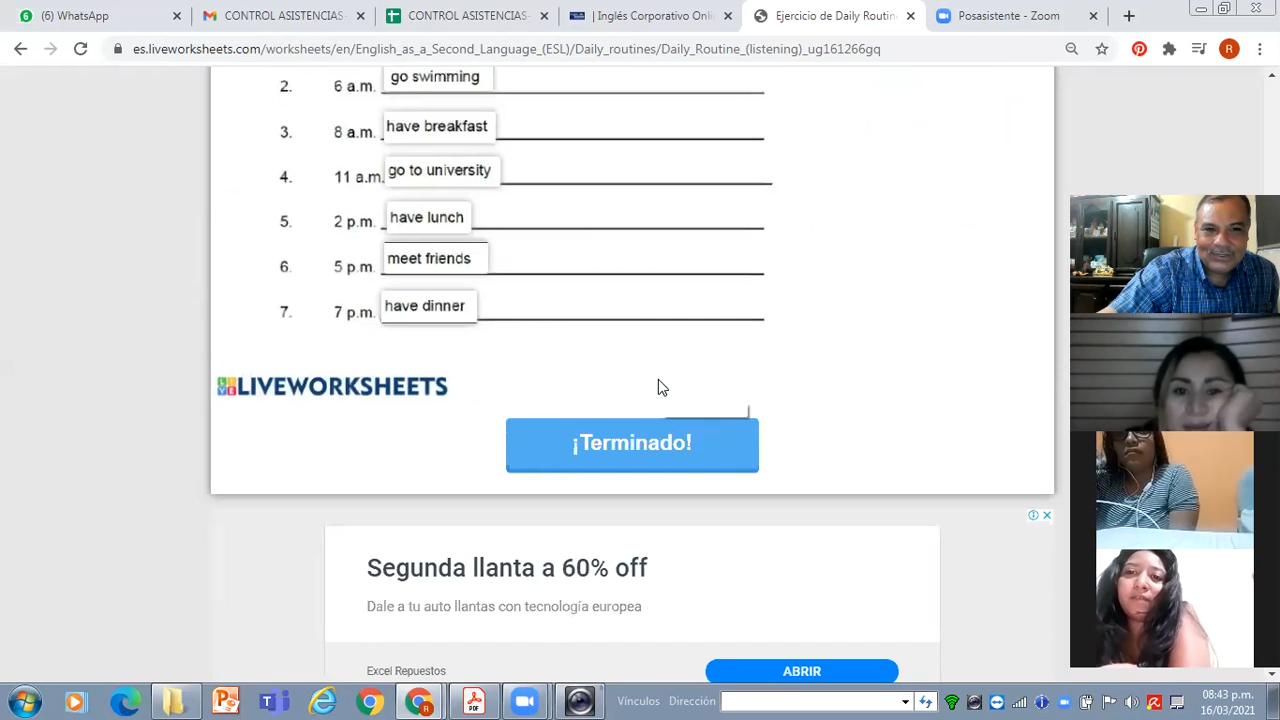 (6) WhatsApp
CONTROL ASISTENCIAS-
CONTROL ASISTENCIAS-
| Inglés Corporativo Onli
Ejercicio de Daily Routin
Posasistente - Zoom
es.liveworksheets.com/worksheets/en/English_as_a_Second_Language_(ESL)/Daily_routines/Daily_Routine_(listening)_ug161266gq
R
2. 6 a.m. go swimming
3. 8 a.m. have breakfast
4. 11 a.m. go to university
5. 2 p.m. have lunch
6. 5 p.m. meet friends
7. 7 p.m. have dinner
LIVEWORKSHEETS
¡Terminado!
Segunda llanta a 60% off
Dale a tu auto llantas con tecnología europea
Excel Repuestos
ABRIR
Vínculos Dirección
08:43 p.m.
16/03/2021